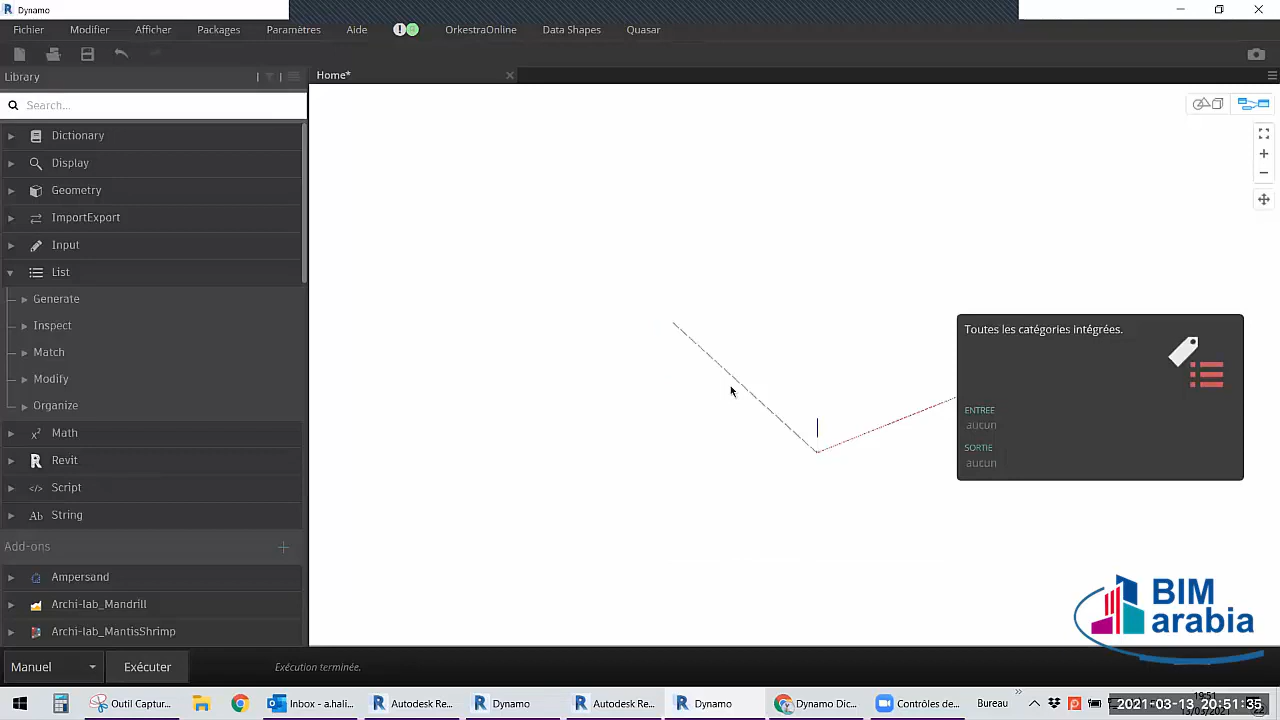 Dynamo
Fichier Modifier Afficher Packages Paramètres Aide OrkestraOnline Data Shapes Quasar
Library
Home*
Search...
Dictionary
Display
Geometry
ImportExport
Input
List
Generate
Inspect
Match
Modify
Organize
Math
Revit
Script
String
Add-ons
Ampersand
Archi-lab_Mandrill
Archi-lab_MantisShrimp
Toutes les catégories intégrées.
ENTREE
aucun
SORTIE
aucun
BIM
arabia
Manuel Exécuter Exécution terminée.
Outil Captur... Inbox - a.hali... Autodesk Re... Dynamo Autodesk Re... Dynamo Dynamo Dic... Contrôles de... Bureau
19:51
2021-03-13 20:51:35